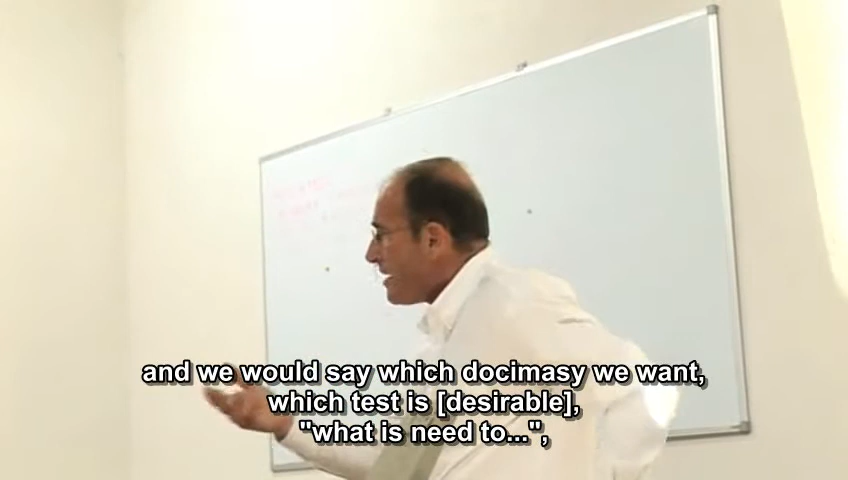 and we would say which docimasy we want,
which test is [desirable],
"what is need to...",